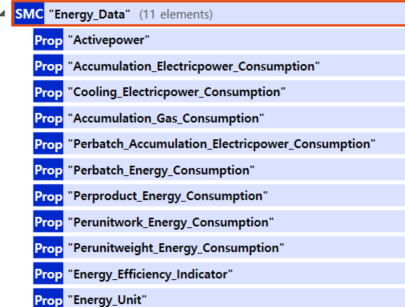 SMC "Energy_Data" (11 elements)
Prop "Activepower"
Prop "Accumulation_Electricpower_Consumption"
Prop "Cooling_Electricpower_Consumption"
Prop "Accumulation_Gas_Consumption"
Prop "Perbatch_Accumulation_Electricpower_Consumption"
Prop "Perbatch_Energy_Consumption"
Prop "Perproduct_Energy_Consumption"
Prop "Perunitwork_Energy_Consumption"
Prop "Perunitweight_Energy_Consumption"
Prop "Energy_Efficiency_Indicator"
Prop "Energy_Unit"